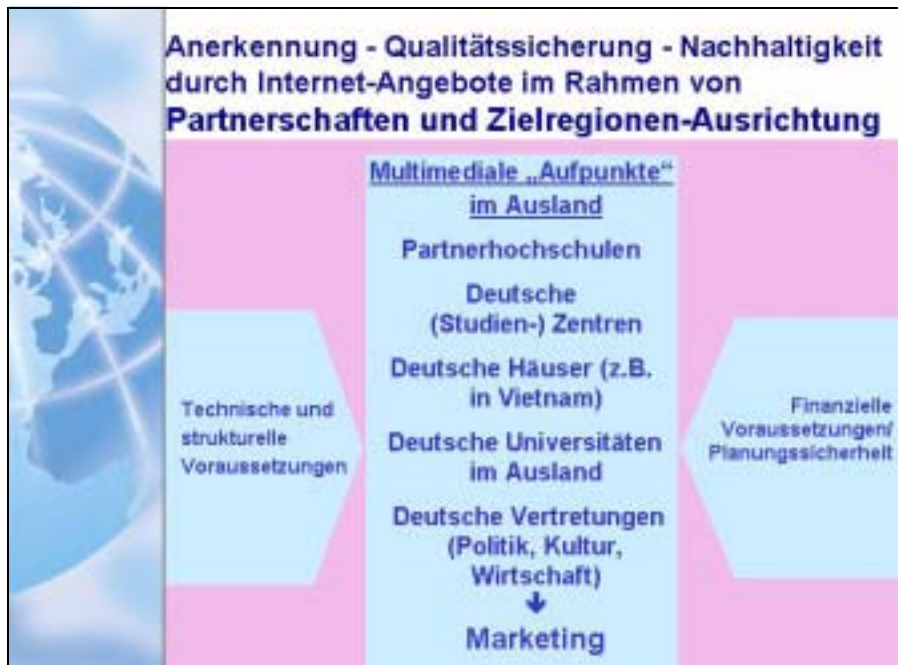 Anerkennung - Qualitätssicherung - Nachhaltigkeit
durch Internet-Angebote im Rahmen von
Partnerschaften und Zielregionen-Ausrichtung
Multimediale „Aufpunkte“
im Ausland
Partnerhochschulen
Deutsche
(Studien-) Zentren
Deutsche Häuser (z.B.
in Vietnam)
Deutsche Universitäten
im Ausland
Deutsche Vertretungen
(Politik, Kultur,
Wirtschaft)
Marketing
Technische und
strukturelle
Voraussetzungen
Finanzielle
Voraussetzungen/
Planungssicherheit